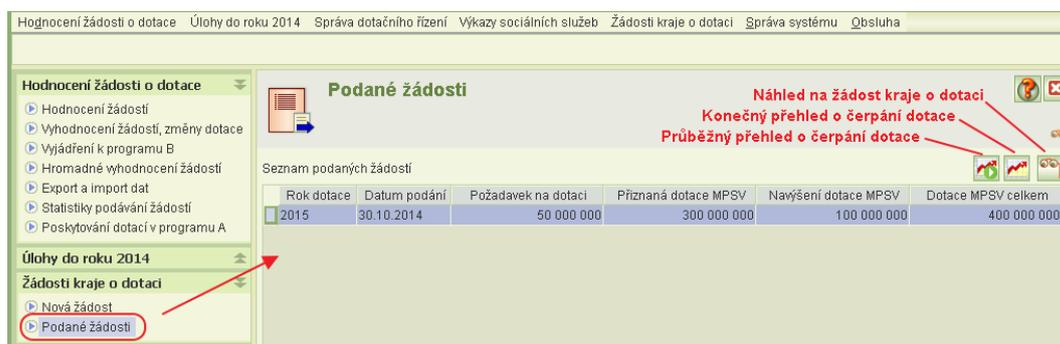 Hodnocení žádosti o dotace Úlohy do roku 2014 Správa dotačního řízení Výkazy sociálních služeb Žádosti kraje o dotaci Správa systému Obsluha
Hodnocení žádosti o dotace
Hodnocení žádostí
Vyhodnocení žádostí, změny dotace
Vyjádření k programu B
Hromadné vyhodnocení žádostí
Export a import dat
Statistiky podávání žádostí
Poskytování dotací v programu A
Úlohy do roku 2014
Žádosti kraje o dotaci
Nová žádost
Podané žádosti
Podané žádosti
Náhled na žádost kraje o dotaci
Konečný přehled o čerpání dotace
Průběžný přehled o čerpání dotace
Seznam podaných žádostí
Rok dotace Datum podání Požadavek na dotaci Přiznaná dotace MPSV Navýšení dotace MPSV Dotace MPSV celkem
2015 30.10.2014 50 000 000 300 000 000 100 000 000 400 000 000